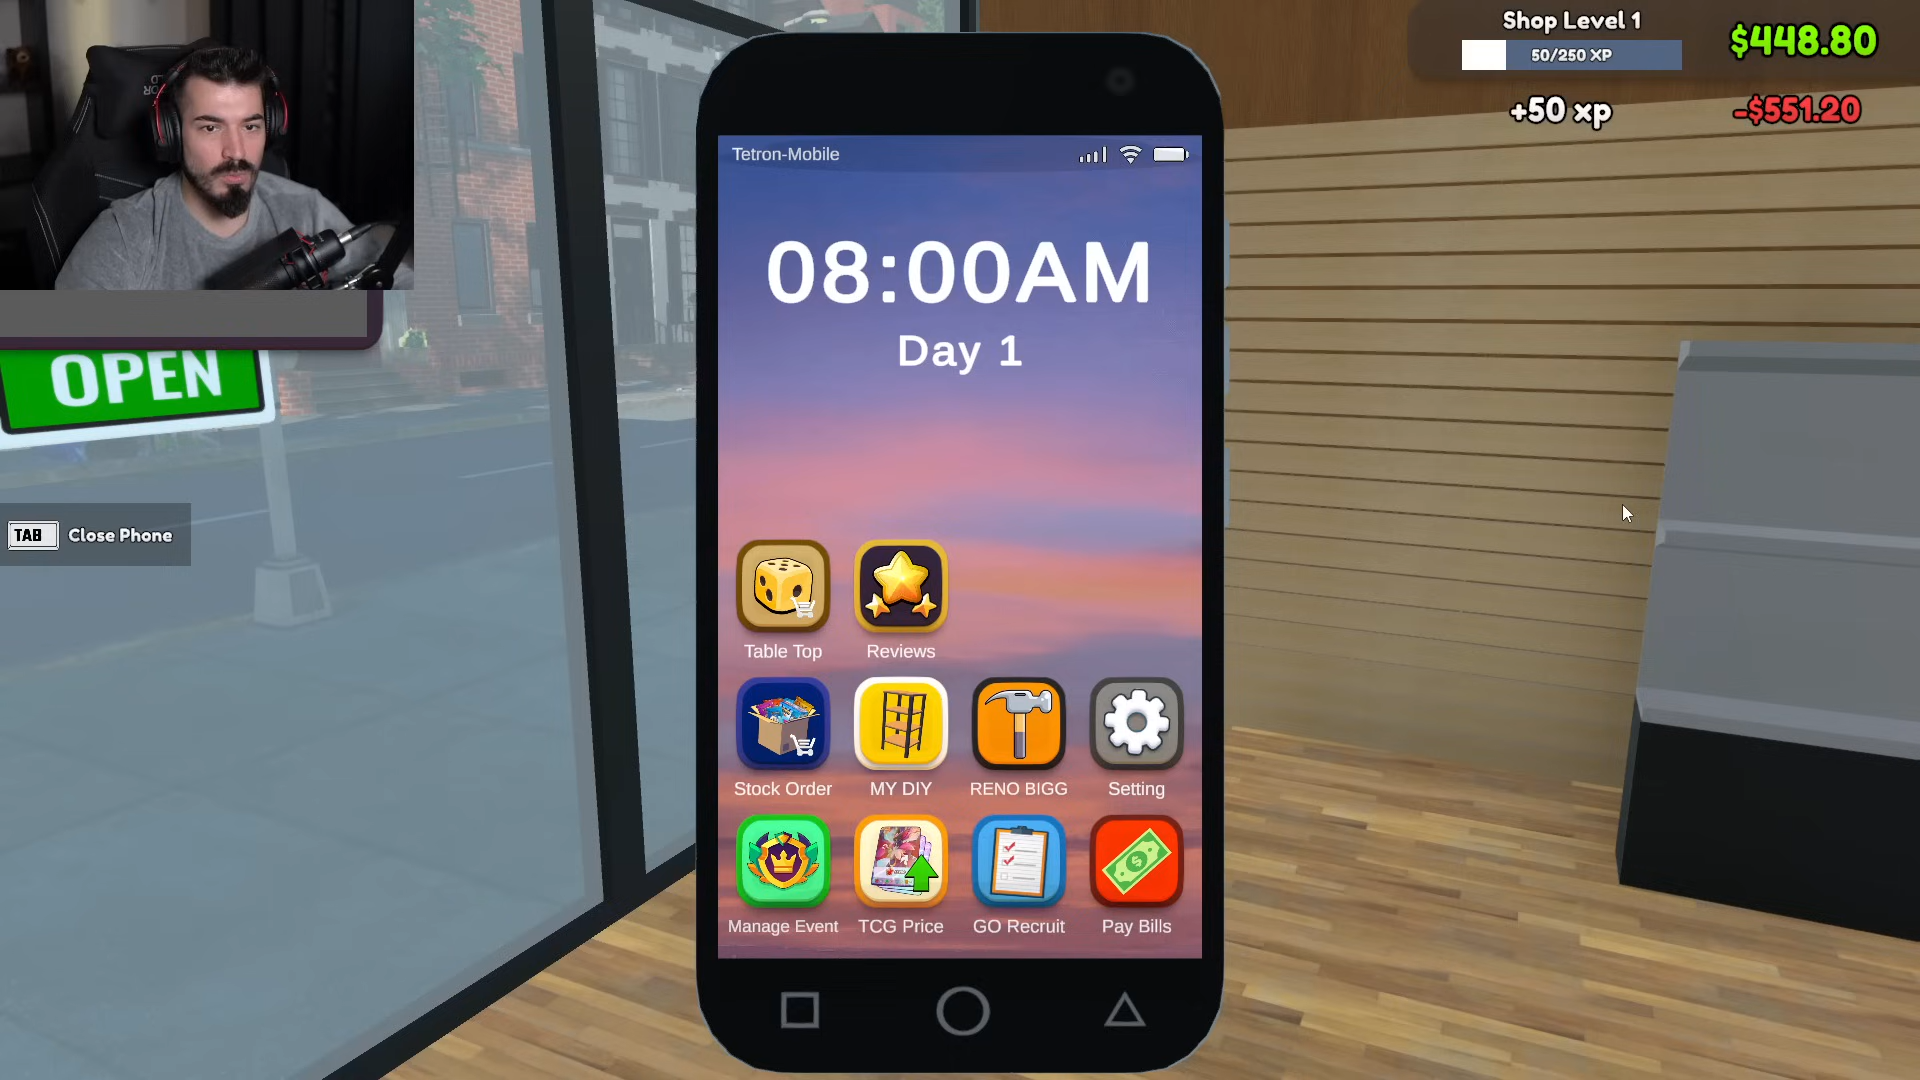 Shop Level 1
$448.80
50/250 XP
+50 xp
-$551.20
Tetron-Mobile
08:00AM
Day 1
OPEN
TAB Close Phone
Table Top
Reviews
Stock Order
MY DIY
RENO BIGG
Setting
Manage Event
TCG Price
GO Recruit
Pay Bills